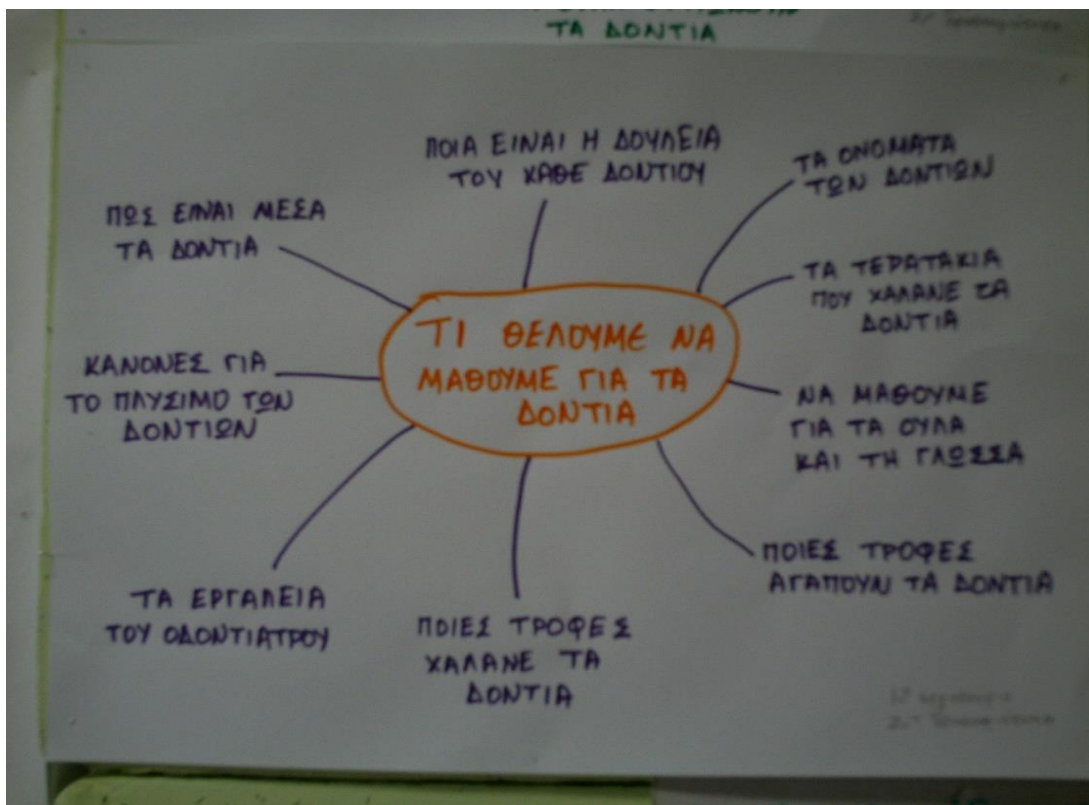 ΤΑ ΔΟΝΤΙΑ
ΠΟΙΑ ΕΙΝΑΙ Η ΔΟΥΛΕΙΑ
ΤΟΥ ΚΑΘΕ ΔΟΝΤΙΟΥ
ΤΑ ΟΝΟΜΑΤΑ
ΤΩΝ ΔΟΝΤΙΩΝ
ΠΩΣ ΕΙΝΑΙ ΜΕΣΑ
ΤΑ ΔΟΝΤΙΑ
ΤΑ ΤΕΡΑΤΑΚΙΑ
ΠΟΥ ΧΑΛΑΝΕ ΤΑ
ΔΟΝΤΙΑ
ΤΙ ΘΕΛΟΥΜΕ ΝΑ
ΜΑΘΟΥΜΕ ΓΙΑ ΤΑ
ΔΟΝΤΙΑ
ΚΑΝΟΝΕΣ ΓΙΑ
ΤΟ ΠΛΥΣΙΜΟ ΤΩΝ
ΔΟΝΤΙΩΝ
ΝΑ ΜΑΘΟΥΜΕ
ΓΙΑ ΤΑ ΟΥΛΑ
ΚΑΙ ΤΗ ΓΛΩΣΣΑ
ΠΟΙΕΣ ΤΡΟΦΕΣ
ΑΓΑΠΟΥΝ ΤΑ ΔΟΝΤΙΑ
ΤΑ ΕΡΓΑΛΕΙΑ
ΤΟΥ ΟΔΟΝΤΙΑΤΡΟΥ
ΠΟΙΕΣ ΤΡΟΦΕΣ
ΧΑΛΑΝΕ ΤΑ
ΔΟΝΤΙΑ